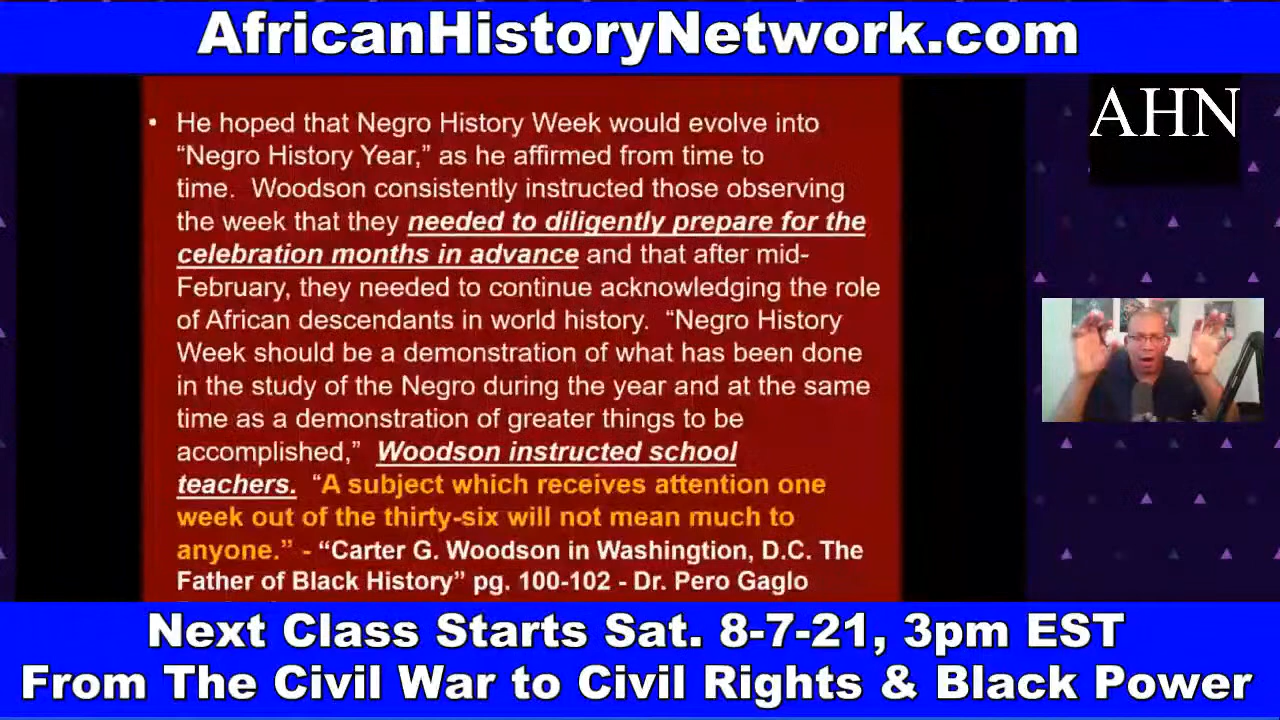 AfricanHistoryNetwork.com
AHN
• He hoped that Negro History Week would evolve into
“Negro History Year,” as he affirmed from time to
time.  Woodson consistently instructed those observing
the week that they needed to diligently prepare for the
celebration months in advance and that after mid-
February, they needed to continue acknowledging the role
of African descendants in world history.  “Negro History
Week should be a demonstration of what has been done
in the study of the Negro during the year and at the same
time as a demonstration of greater things to be
accomplished,”  Woodson instructed school
teachers.  “A subject which receives attention one
week out of the thirty-six will not mean much to
anyone.” - “Carter G. Woodson in Washingtion, D.C. The
Father of Black History” pg. 100-102 - Dr. Pero Gaglo
Next Class Starts Sat. 8-7-21, 3pm EST
From The Civil War to Civil Rights & Black Power